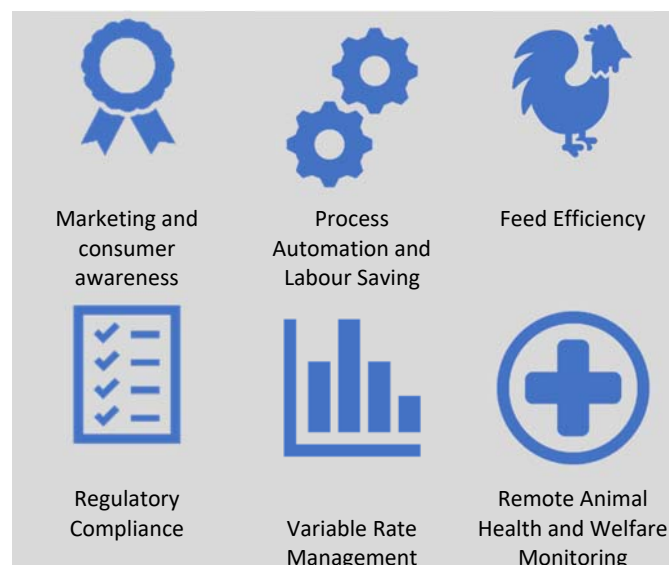 Marketing and
consumer
awareness
Process
Automation and
Labour Saving
Feed Efficiency
Regulatory
Compliance
Variable Rate
Management
Remote Animal
Health and Welfare
Monitoring